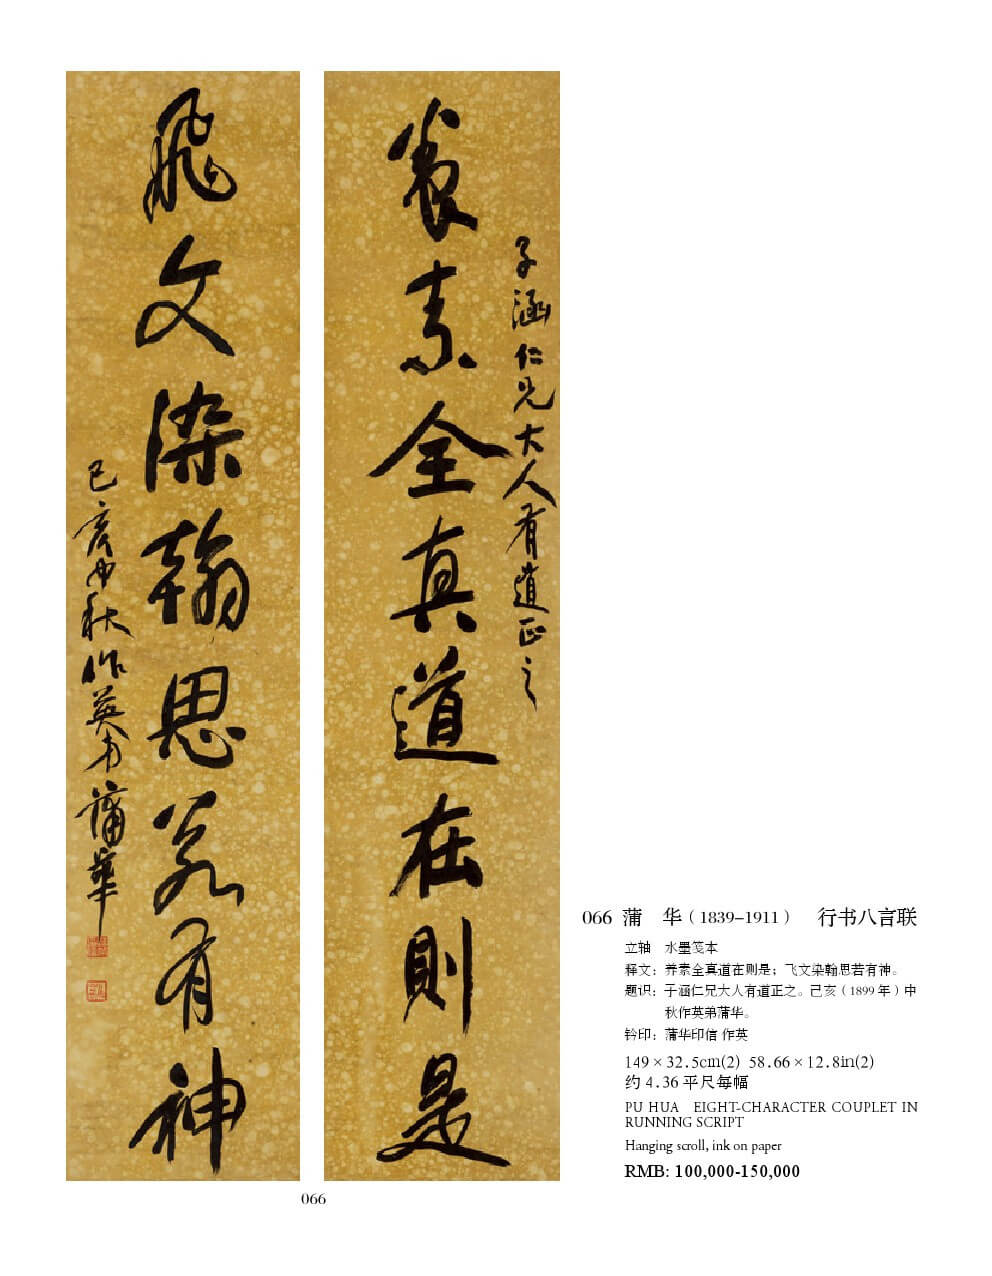 養素全真道在則是
子涵仁兄大人有道正之
飛文染翰思若有神
己亥中秋作英弟蒲華
066 蒲 华（1839-1911） 行书八言联
立轴 水墨笺本
释文：养素全真道在则是；飞文染翰思若有神。
题识：子涵仁兄大人有道正之。己亥（1899 年）中
秋作英弟蒲华。
钤印：蒲华印信 作英
149×32.5cm(2) 58.66×12.8in(2)
约 4.36 平尺每幅
PU HUA EIGHT-CHARACTER COUPLET IN
RUNNING SCRIPT
Hanging scroll, ink on paper
RMB: 100,000-150,000
066